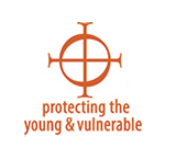 protecting the
young & vulnerable